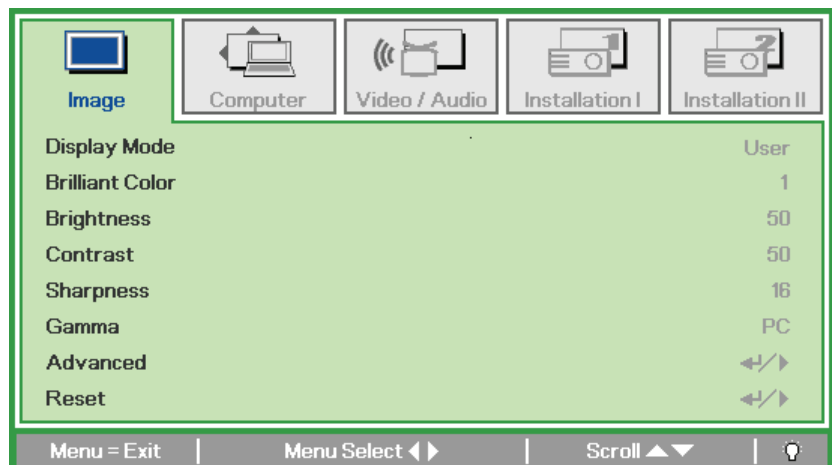 Image
Computer
Video / Audio
Installation I
Installation II
Display Mode User
Brilliant Color 1
Brightness 50
Contrast 50
Sharpness 16
Gamma PC
Advanced ↵/▶
Reset ↵/▶
Menu = Exit Menu Select ◀▶ Scroll ▲▼